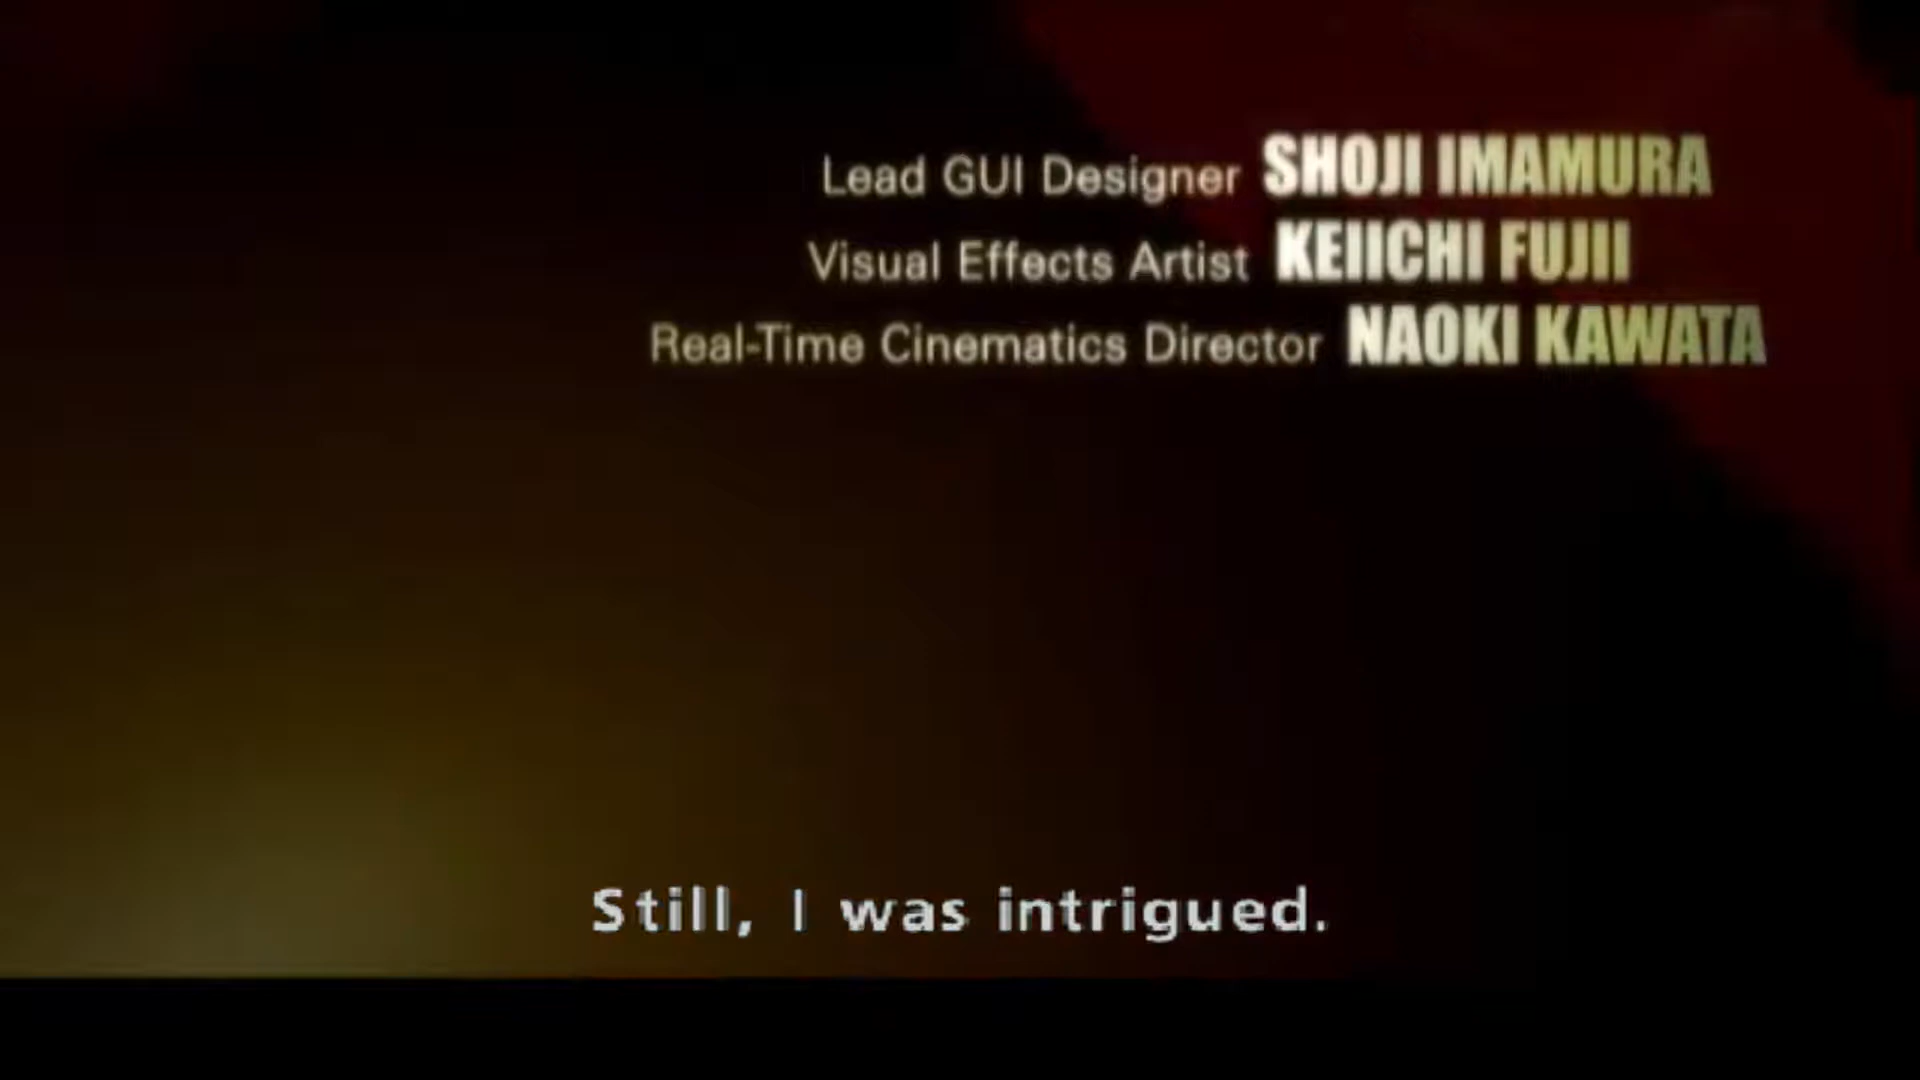 Lead GUI Designer SHOJI IMAMURA
Visual Effects Artist KEIICHI FUJII
Real-Time Cinematics Director NAOKI KAWATA
Still, I was intrigued.